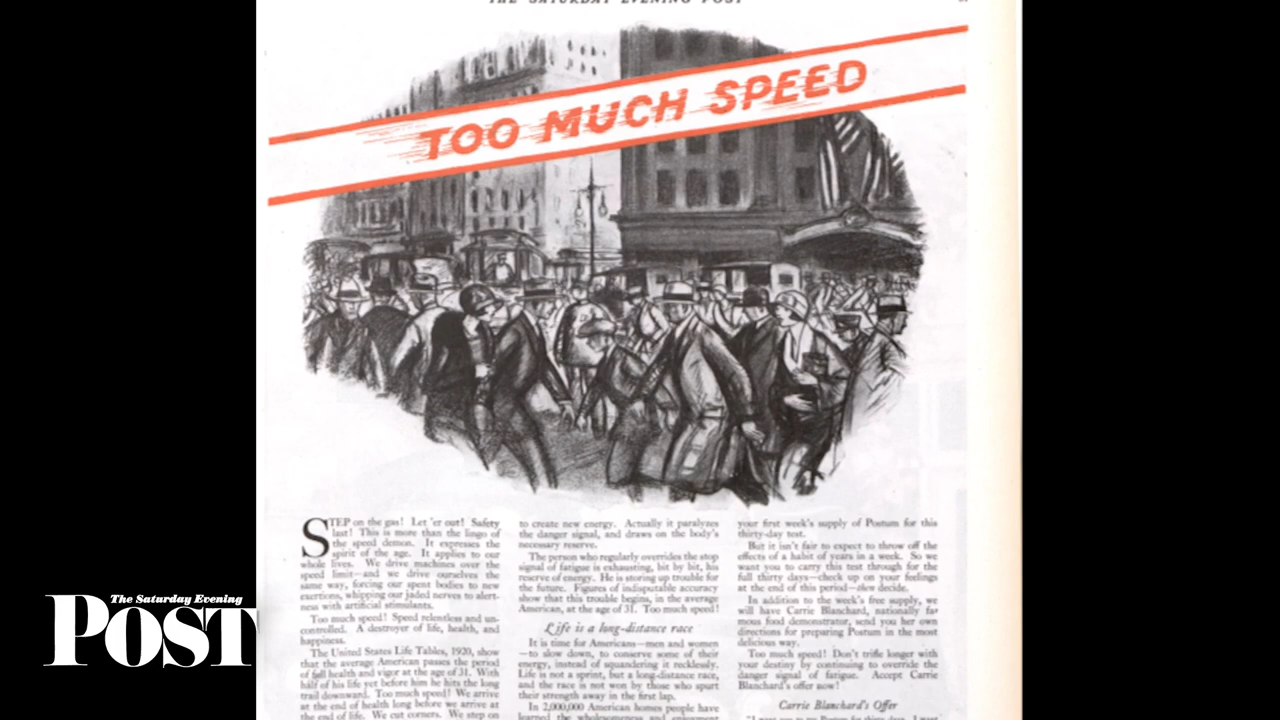 THE SATURDAY EVENING POST
TOO MUCH SPEED
STEP on the gas! Let 'er out! Safety
last! This is more than the lingo of
the speed demon. It expresses the
spirit of the age. It applies to our
whole lives. We drive machines over the
speed limit—and we drive ourselves the
same way, forcing our spent bodies to new
exertions, whipping our jaded nerves to alert-
ness with artificial stimulants.
Too much speed! Speed relentless and un-
controlled. A destroyer of life, health, and
happiness.
The United States Life Tables, 1920, show
that the average American passes the period
of full health and vigor at the age of 31. With
half of his life yet before him he hits the long
trail downward. Too much speed! We arrive
at the end of health long before we arrive at
the end of life. We cut corners. We step on
to create new energy. Actually it paralyzes
the danger signal, and draws on the body's
necessary reserve.
The person who regularly overrides the stop
signal of fatigue is exhausting, bit by bit, his
reserve of energy. He is storing up trouble for
the future. Figures of indisputable accuracy
show that this trouble begins, in the average
American, at the age of 31. Too much speed!
Life is a long-distance race
It is time for Americans—men and women
—to slow down, to conserve some of their
energy, instead of squandering it recklessly.
Life is not a sprint, but a long-distance race,
and the race is not won by those who spurt
their strength away in the first lap.
In 2,000,000 American homes people have
learned the wholesomeness and enjoyment
your first week's supply of Postum for this
thirty-day test.
But it isn't fair to expect to throw off the
effects of a habit of years in a week. So we
want you to carry this test through for the
full thirty days—check up on your feelings
at the end of this period—then decide.
In addition to the week's free supply, we
will have Carrie Blanchard, nationally fa-
mous food demonstrator, send you her own
directions for preparing Postum in the most
delicious way.
Too much speed! Don't trifle longer with
your destiny by continuing to override the
danger signal of fatigue. Accept Carrie
Blanchard's offer now!
Carrie Blanchard's Offer
"I want you to try Postum for thirty days. I want
The Saturday Evening
POST